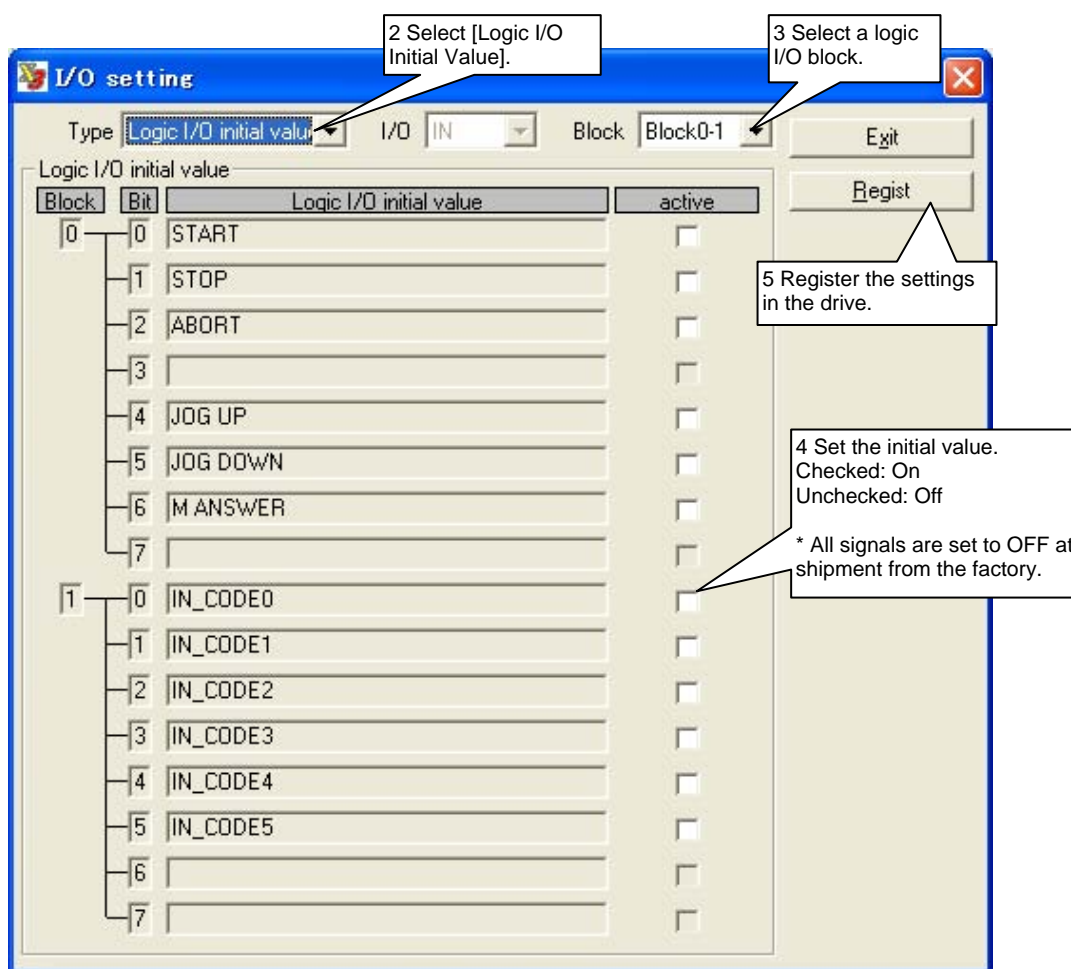 2 Select [Logic I/O
Initial Value].
3 Select a logic
I/O block.
I/O setting
Type Logic I/O initial valu I/O IN Block Block0-1 Exit
Logic I/O initial value
Block Bit Logic I/O initial value active Regist
0 0 START
1 STOP
5 Register the settings
in the drive.
2 ABORT
3
4 JOG UP
5 JOG DOWN
6 M ANSWER
7
4 Set the initial value.
Checked: On
Unchecked: Off
* All signals are set to OFF at
shipment from the factory.
1 0 IN_CODE0
1 IN_CODE1
2 IN_CODE2
3 IN_CODE3
4 IN_CODE4
5 IN_CODE5
6
7